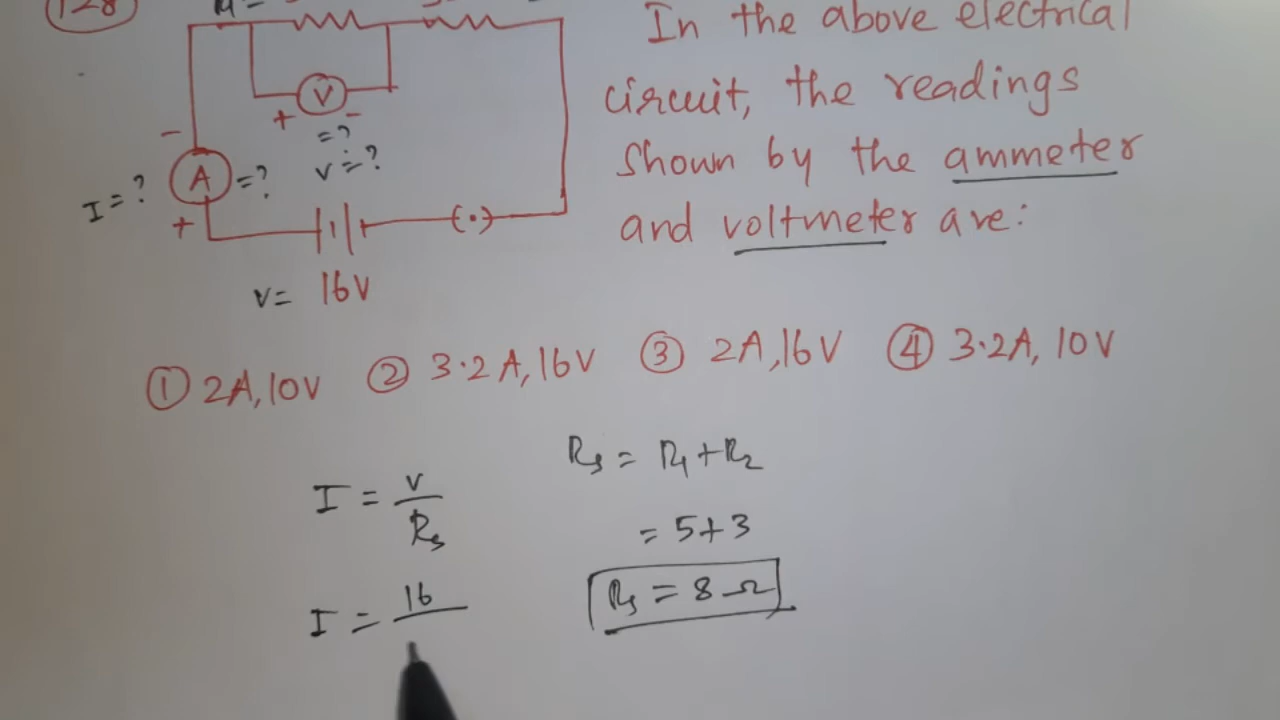 128
In the above electrical
circuit, the readings
shown by the ammeter
and voltmeter are:
V
+ -
= ?
V = ?
-
I = ? A = ?
+
(•)
V = 16V
① 2A, 10V ② 3.2A, 16V ③ 2A, 16V ④ 3.2A, 10V
I = V/Rs
Rs = R1 + R2
= 5+3
I = 16
Rs = 8 Ω